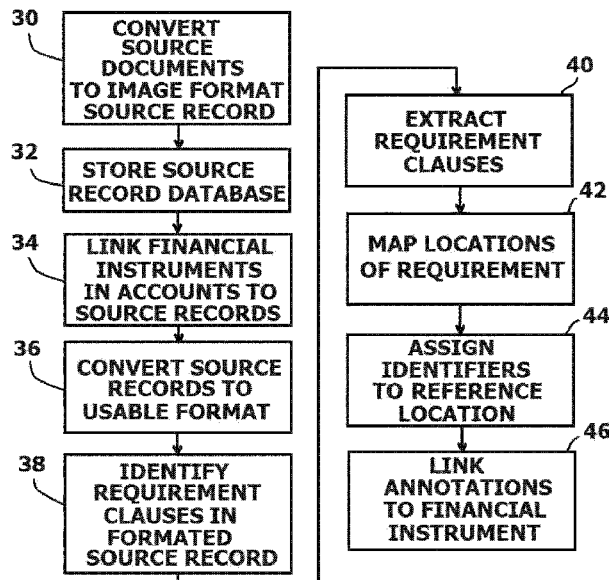 30
CONVERT
SOURCE
DOCUMENTS
TO IMAGE FORMAT
SOURCE RECORD
32
STORE SOURCE
RECORD DATABASE
34
LINK FINANCIAL
INSTRUMENTS
IN ACCOUNTS TO
SOURCE RECORDS
36
CONVERT SOURCE
RECORDS TO
USABLE FORMAT
38
IDENTIFY
REQUIREMENT
CLAUSES IN
FORMATED
SOURCE RECORD
40
EXTRACT
REQUIREMENT
CLAUSES
42
MAP LOCATIONS
OF REQUIREMENT
44
ASSIGN
IDENTIFIERS
TO REFERENCE
LOCATION
46
LINK
ANNOTATIONS
TO FINANCIAL
INSTRUMENT